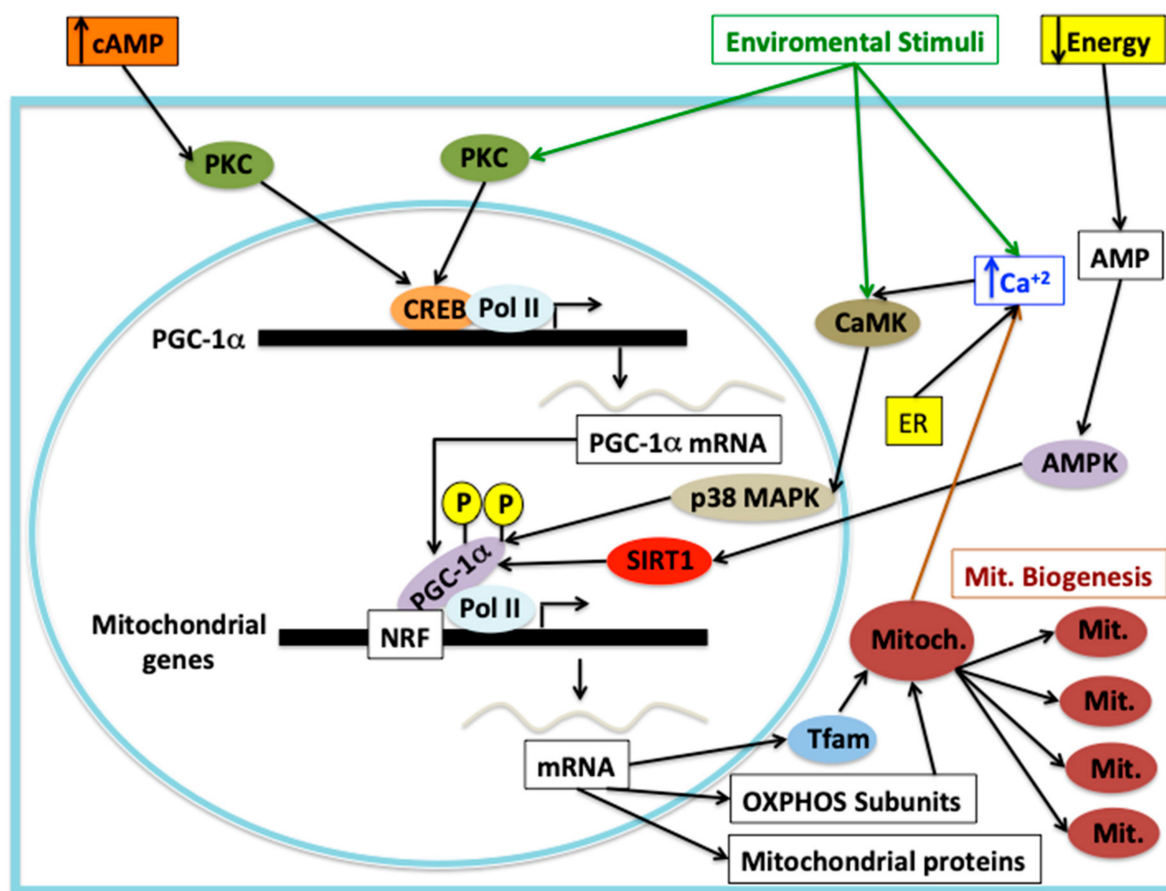 cAMP
Enviromental Stimuli
Energy
PKC
PKC
AMP
Ca+2
CREB
Pol II
CaMK
PGC-1α
ER
PGC-1α mRNA
AMPK
p38 MAPK
P
P
SIRT1
PGC-1α
Pol II
NRF
Mitochondrial
genes
Mit. Biogenesis
Mitoch.
Mit.
Mit.
Mit.
Mit.
Tfam
mRNA
OXPHOS Subunits
Mitochondrial proteins